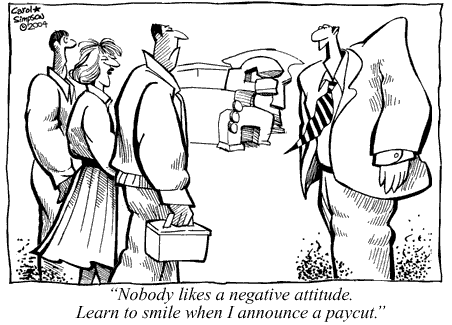 Carol★
Simpson
©2004
“Nobody likes a negative attitude.
Learn to smile when I announce a paycut.”